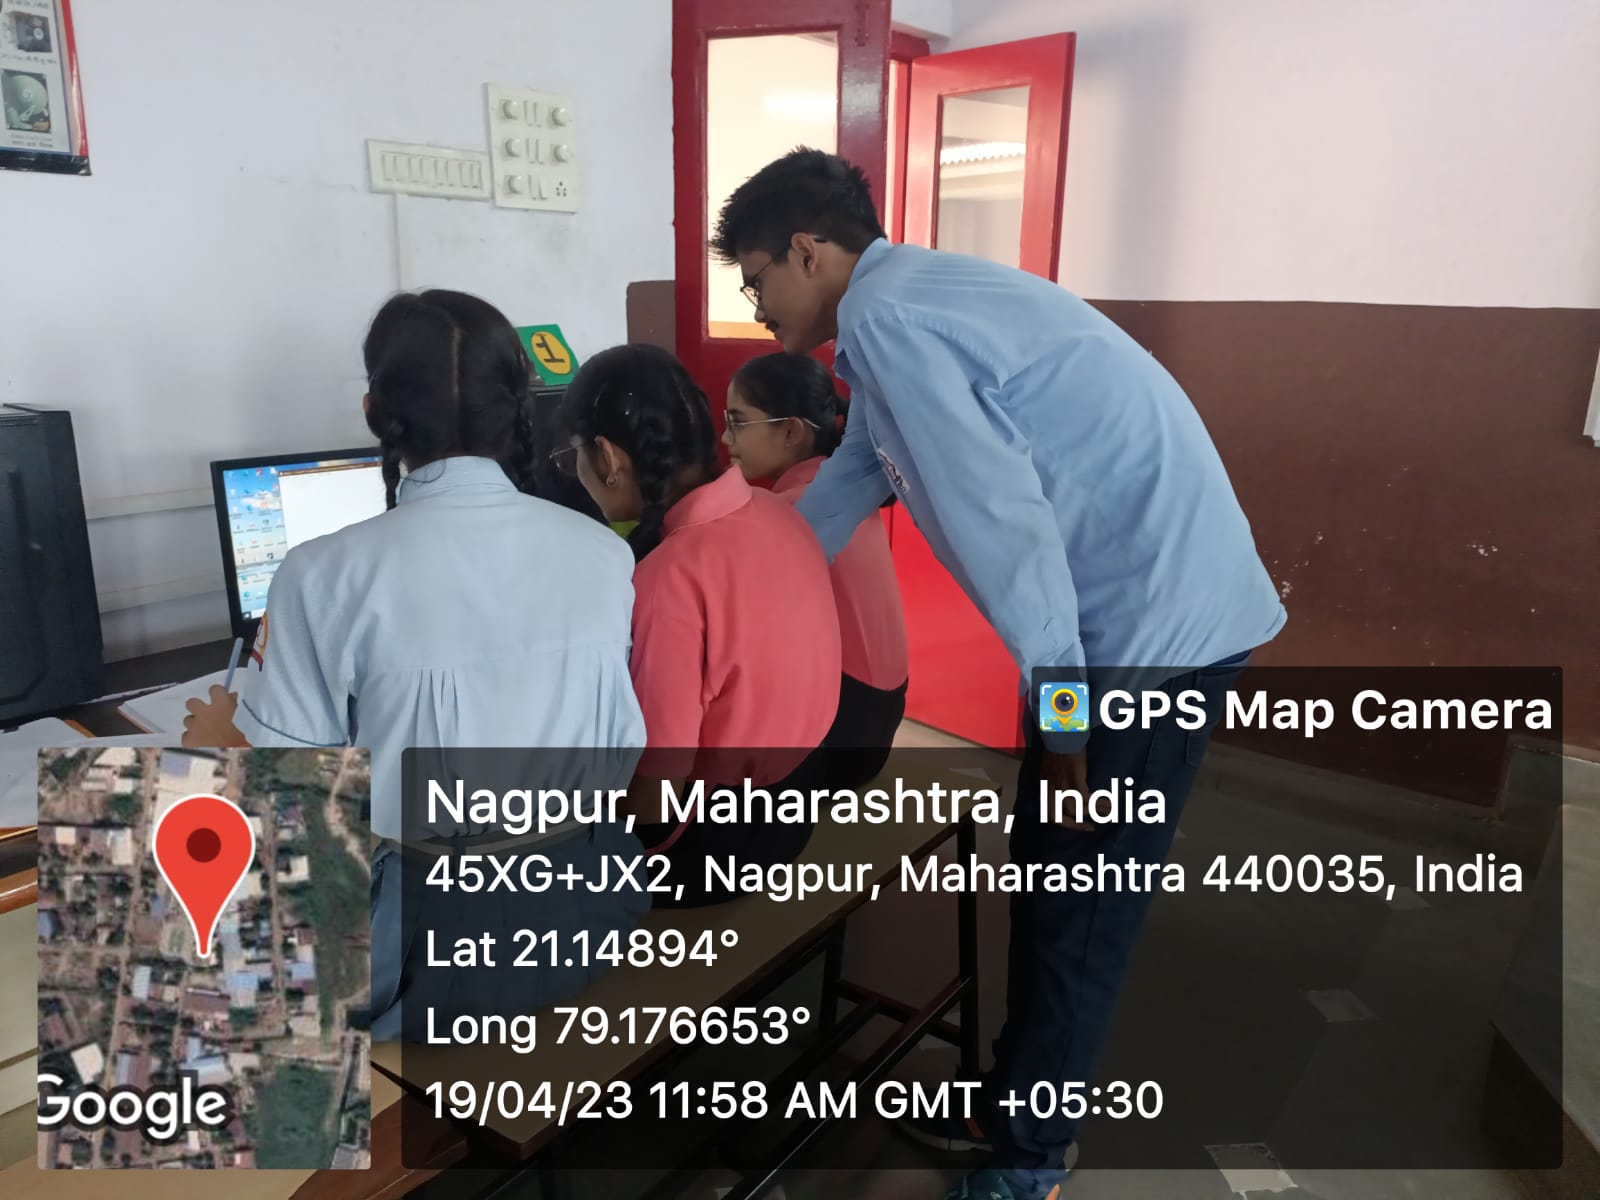 1
GPS Map Camera
Nagpur, Maharashtra, India
45XG+JX2, Nagpur, Maharashtra 440035, India
Lat 21.14894°
Long 79.176653°
19/04/23 11:58 AM GMT +05:30
Google